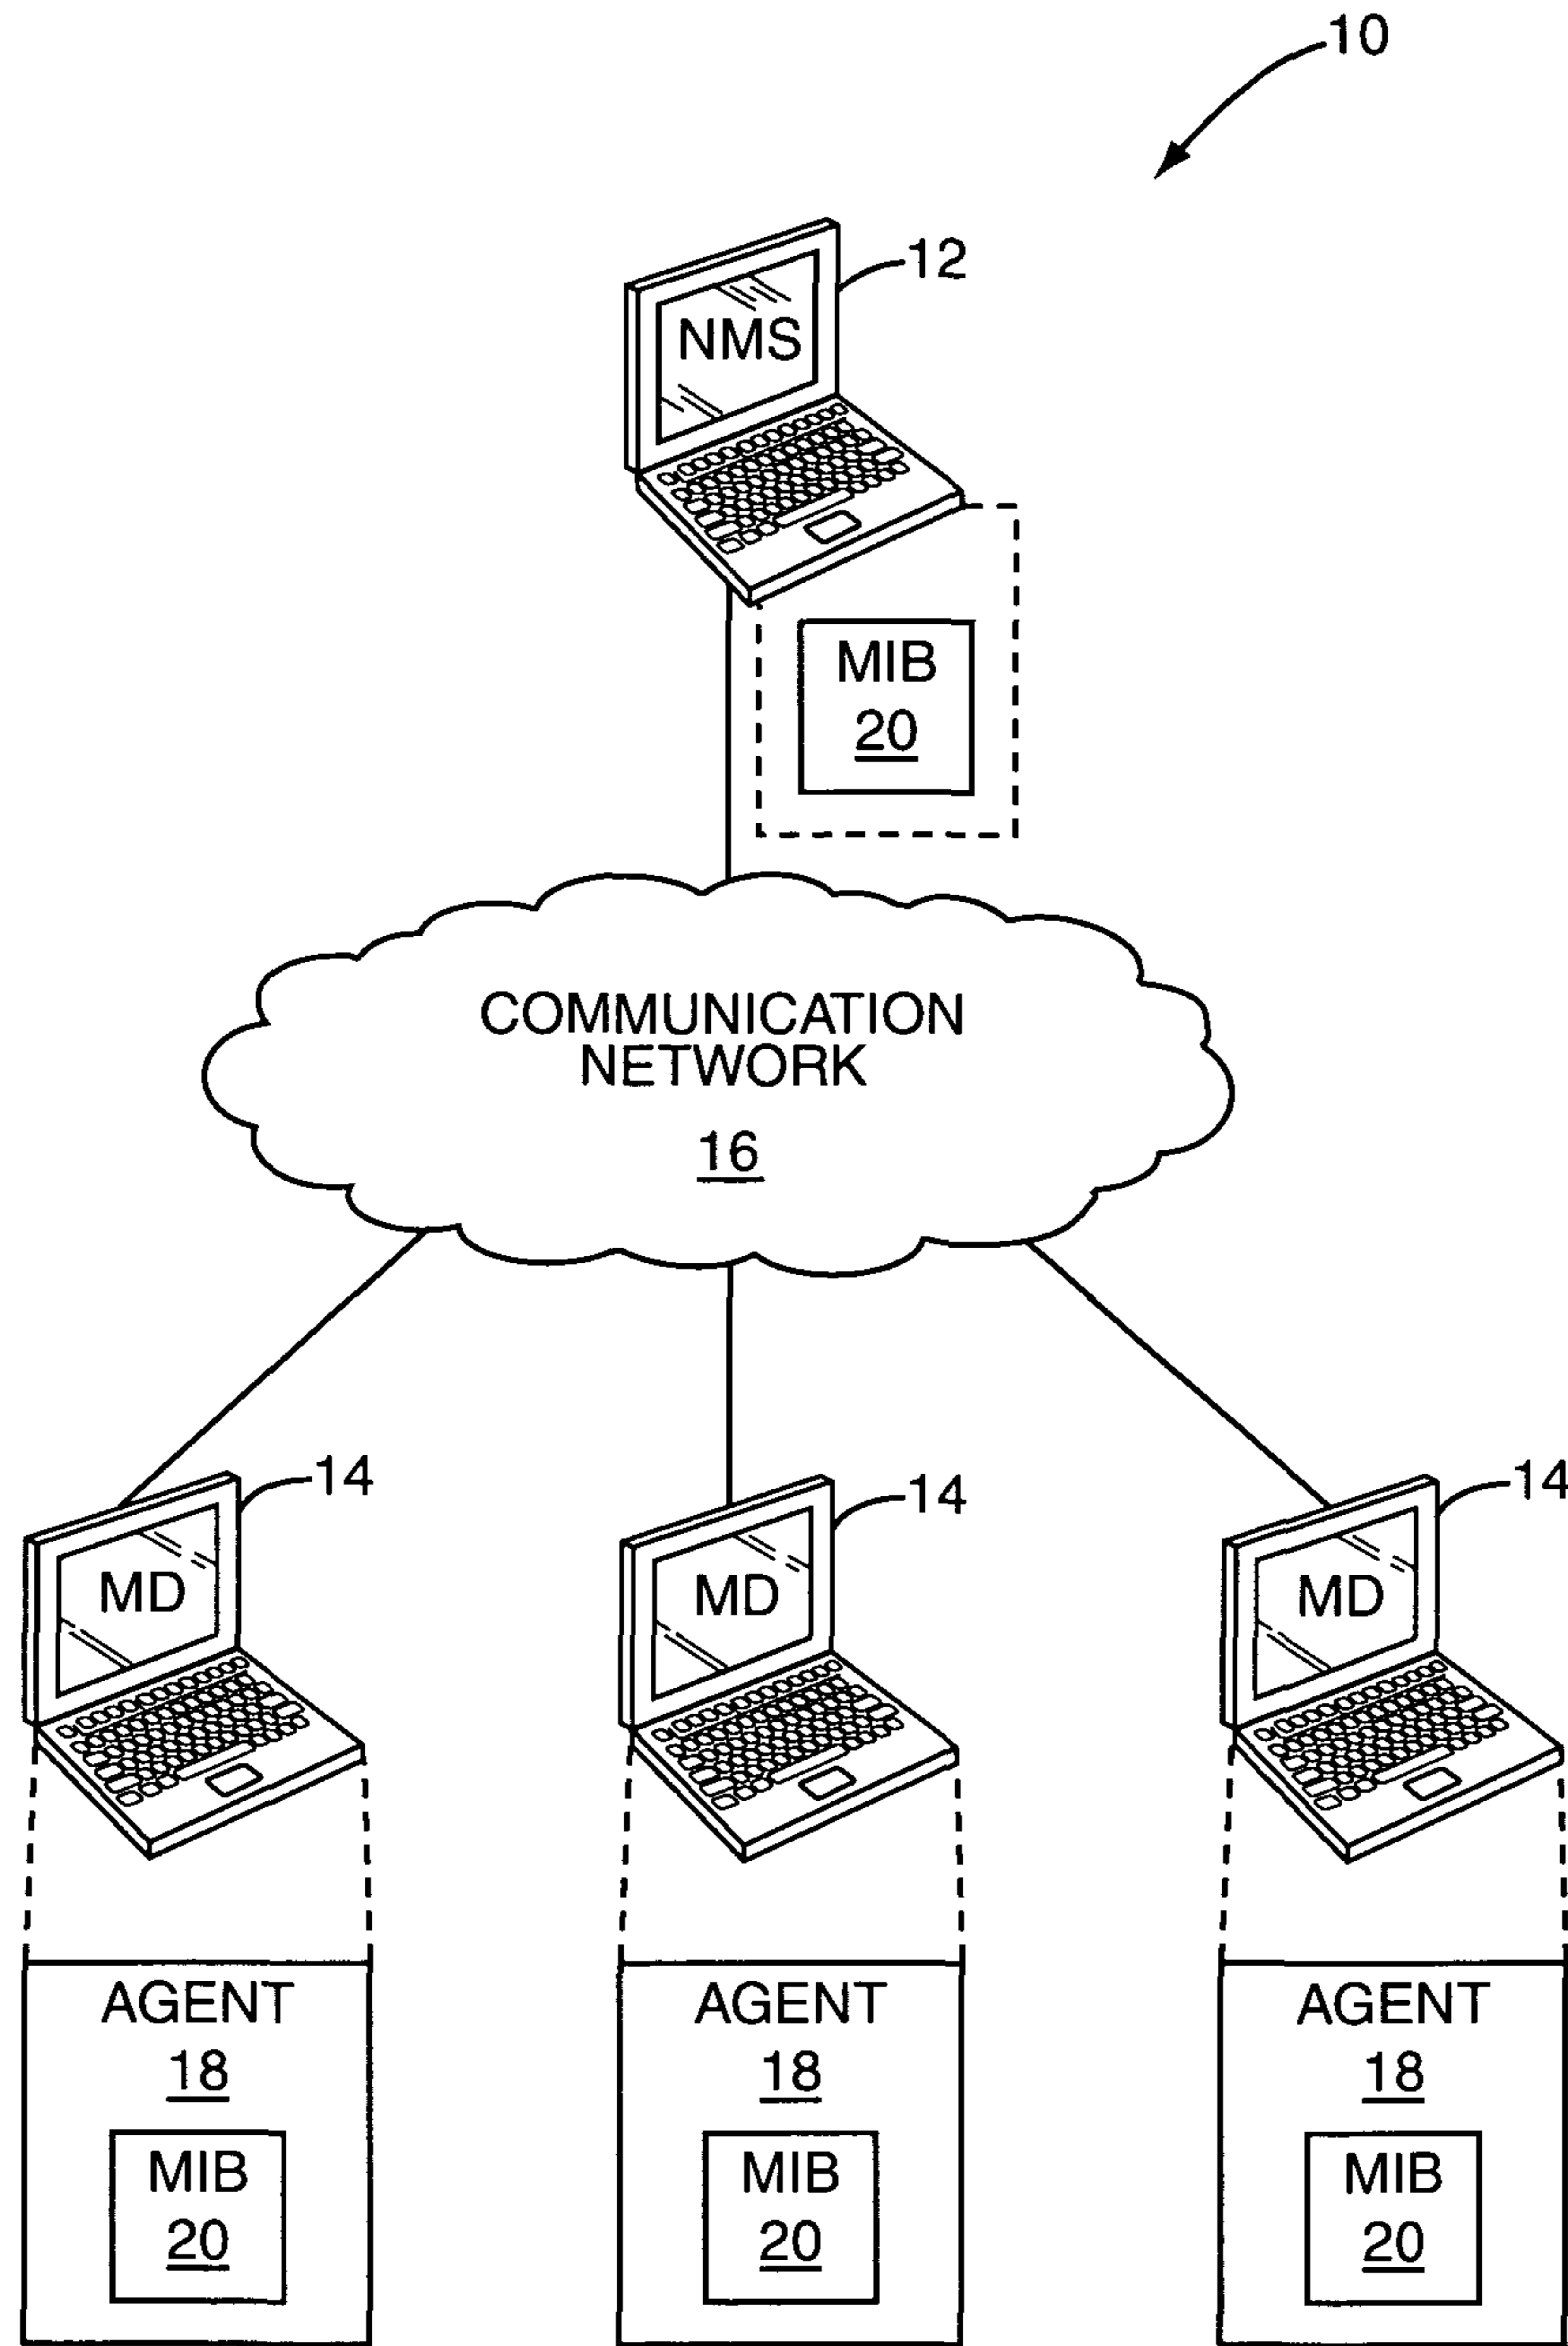 10
12
NMS
MIB
20
COMMUNICATION
NETWORK
16
14
14
14
MD
MD
MD
AGENT
AGENT
AGENT
18
18
18
MIB
MIB
MIB
20
20
20